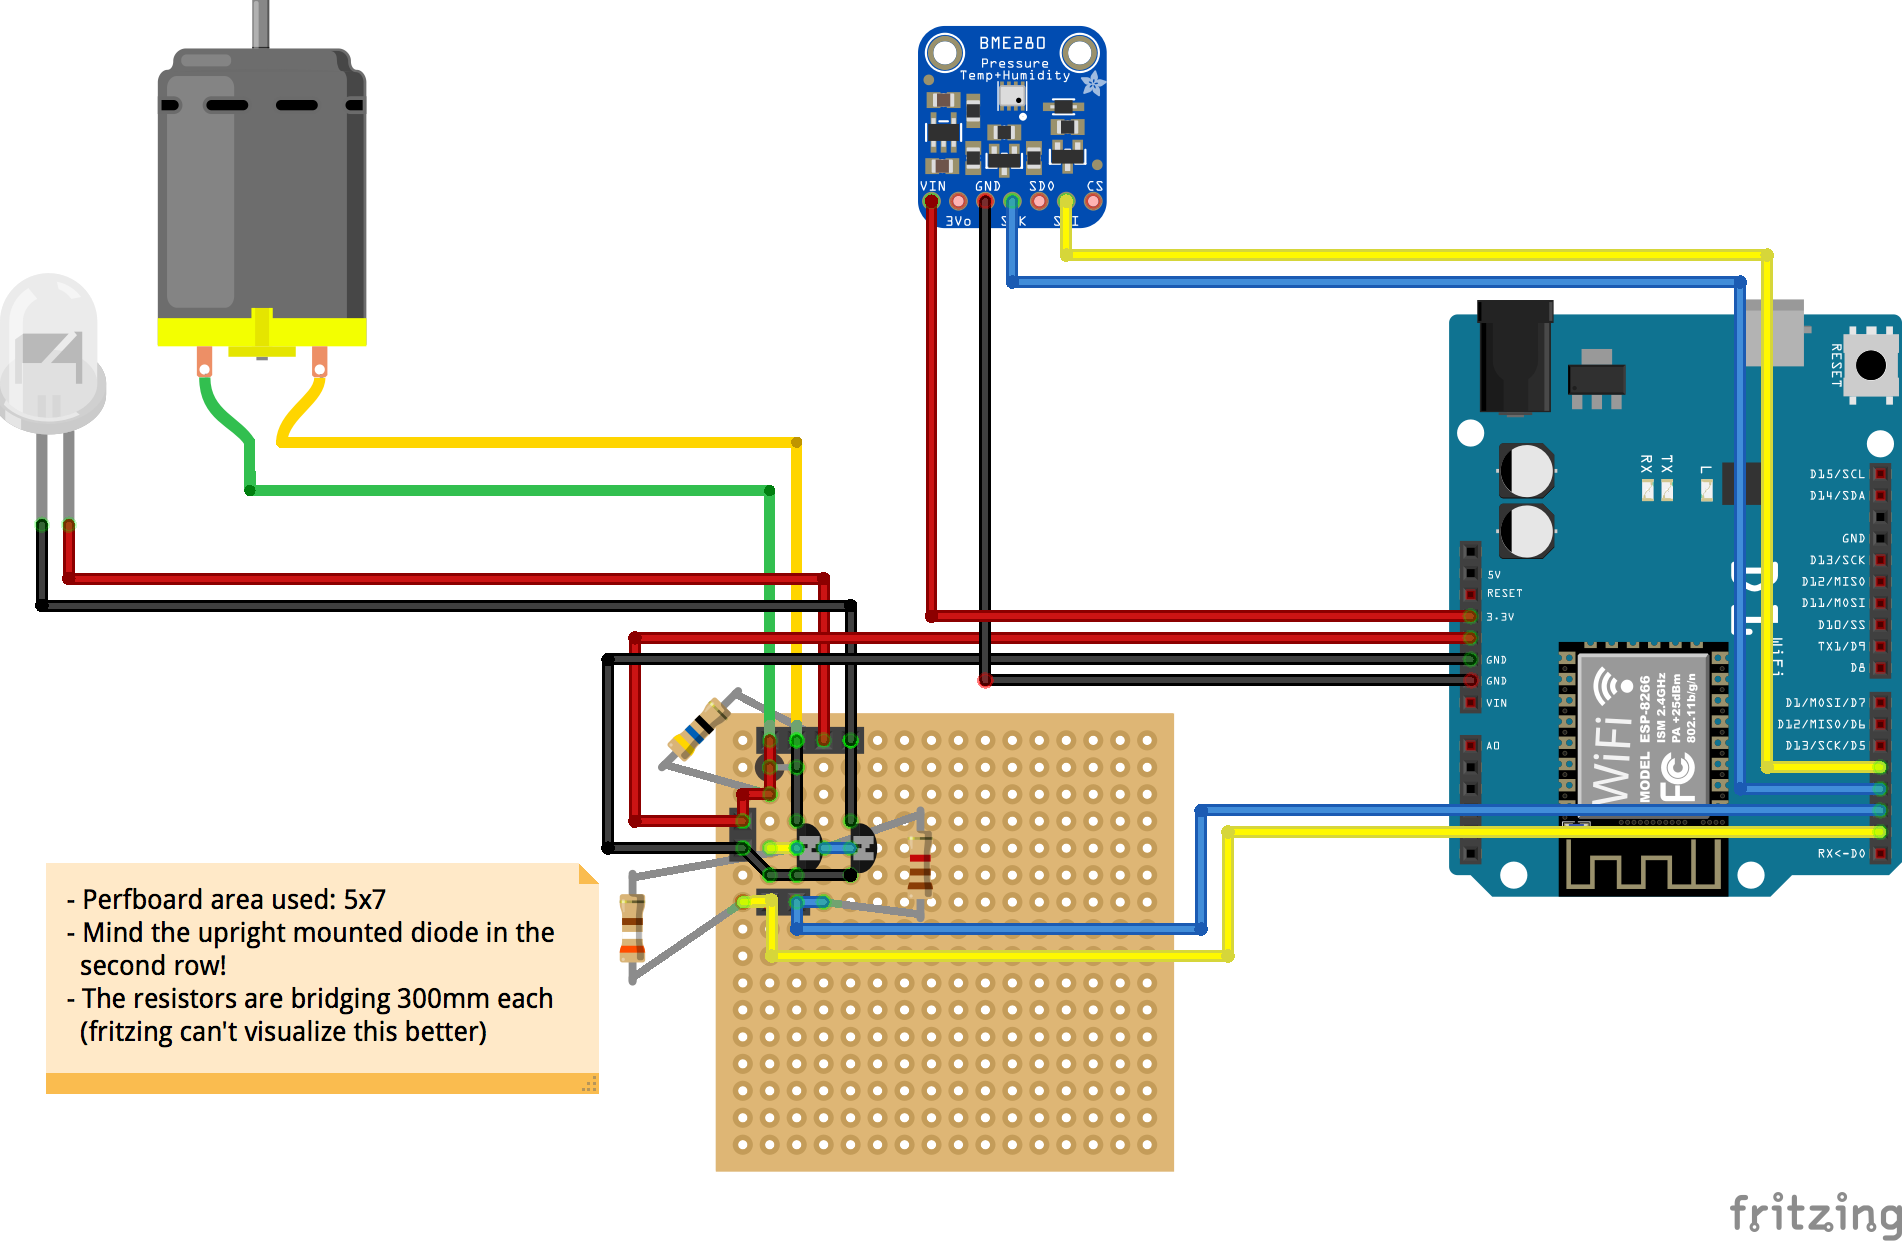 BME280
Pressure
Temp+Humidity
VIN
GND
SDO
CS
3Vo
RESET
RX
TX
L
D15/SCL
D14/SDA
GND
D13/SCK
D12/MISO
D11/MOSI
D10/SS
TX1/D9
D8
D1/MOSI/D7
D12/MISO/D6
D13/SCK/D5
RX<-D0
5V
RESET
3.3V
GND
GND
VIN
A0
WiFi
WiFi
MODEL ESP-8266
ISM 2.4GHz
PA +25dBm
802.11b/g/n
FC
- Perfboard area used: 5x7
- Mind the upright mounted diode in the
second row!
- The resistors are bridging 300mm each
(fritzing can't visualize this better)
fritzing